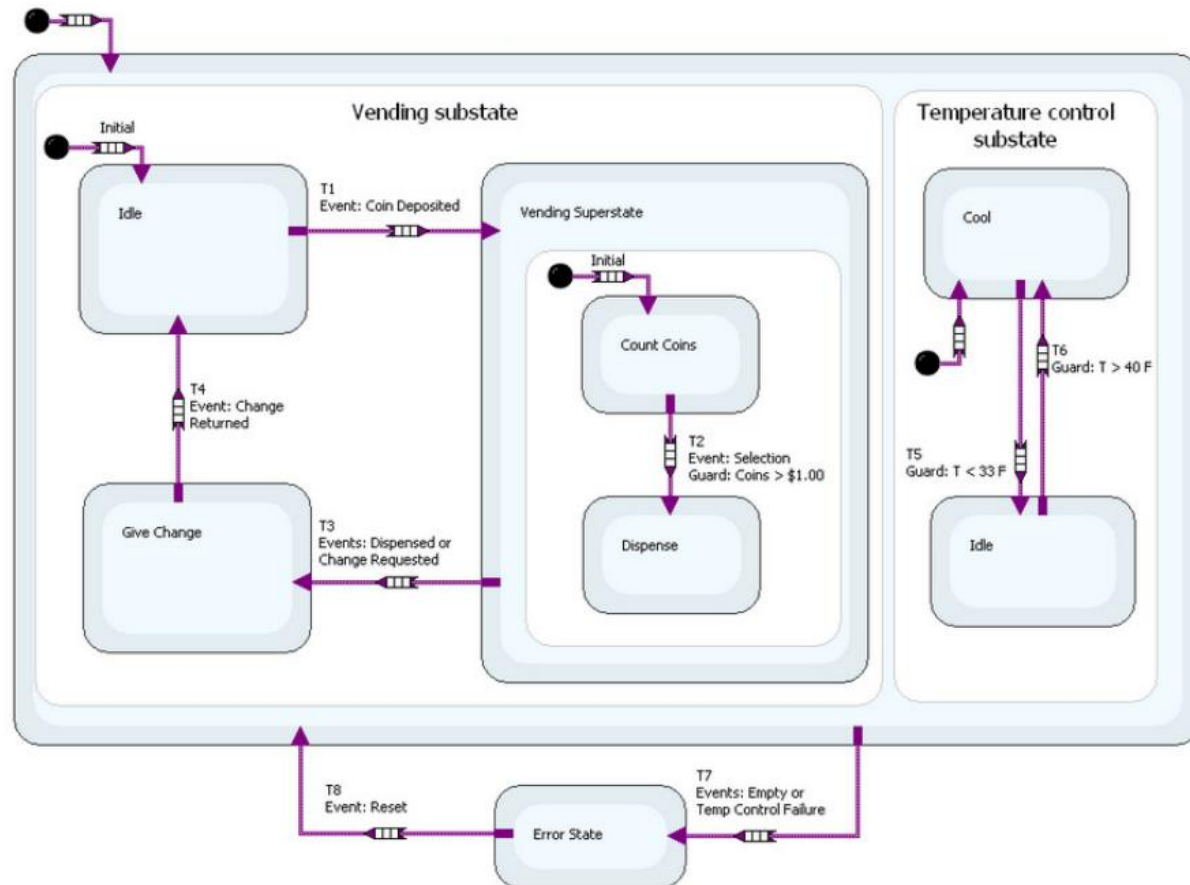 Vending substate
Temperature control
substate
Initial
Idle
T1
Event: Coin Deposited
Vending Superstate
Initial
Count Coins
T2
Event: Selection
Guard: Coins > $1.00
Dispense
T3
Events: Dispensed or
Change Requested
Give Change
T4
Event: Change
Returned
Cool
T6
Guard: T > 40 F
T5
Guard: T < 33 F
Idle
T8
Event: Reset
Error State
T7
Events: Empty or
Temp Control Failure